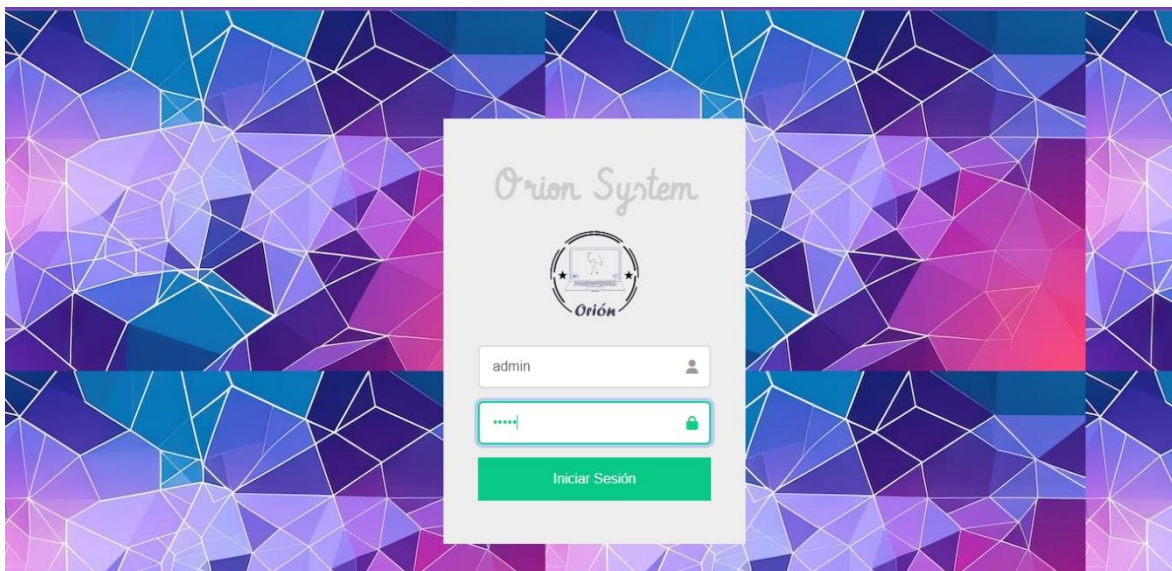 Orion System
Orión
admin
•••••
Iniciar Sesión